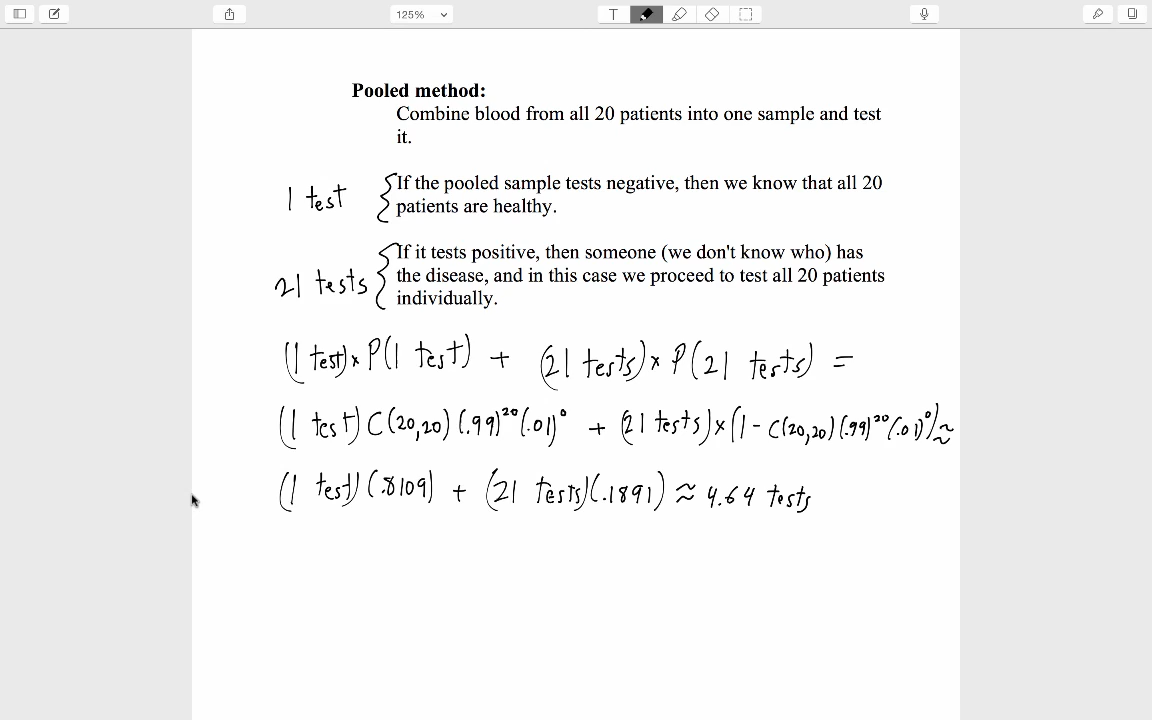 125%
T
Pooled method:
Combine blood from all 20 patients into one sample and test
it.
1 test
If the pooled sample tests negative, then we know that all 20
patients are healthy.
21 tests
If it tests positive, then someone (we don't know who) has
the disease, and in this case we proceed to test all 20 patients
individually.
(1 test)× P(1 test) + (21 tests)× P(21 tests) =
(1 test) C(20,20)(.99)²⁰(.01)⁰ + (21 tests)×(1 - C(20,20)(.99)²⁰(.01)⁰) ≈
(1 test)(.8109) + (21 tests)(.1891) ≈ 4.64 tests